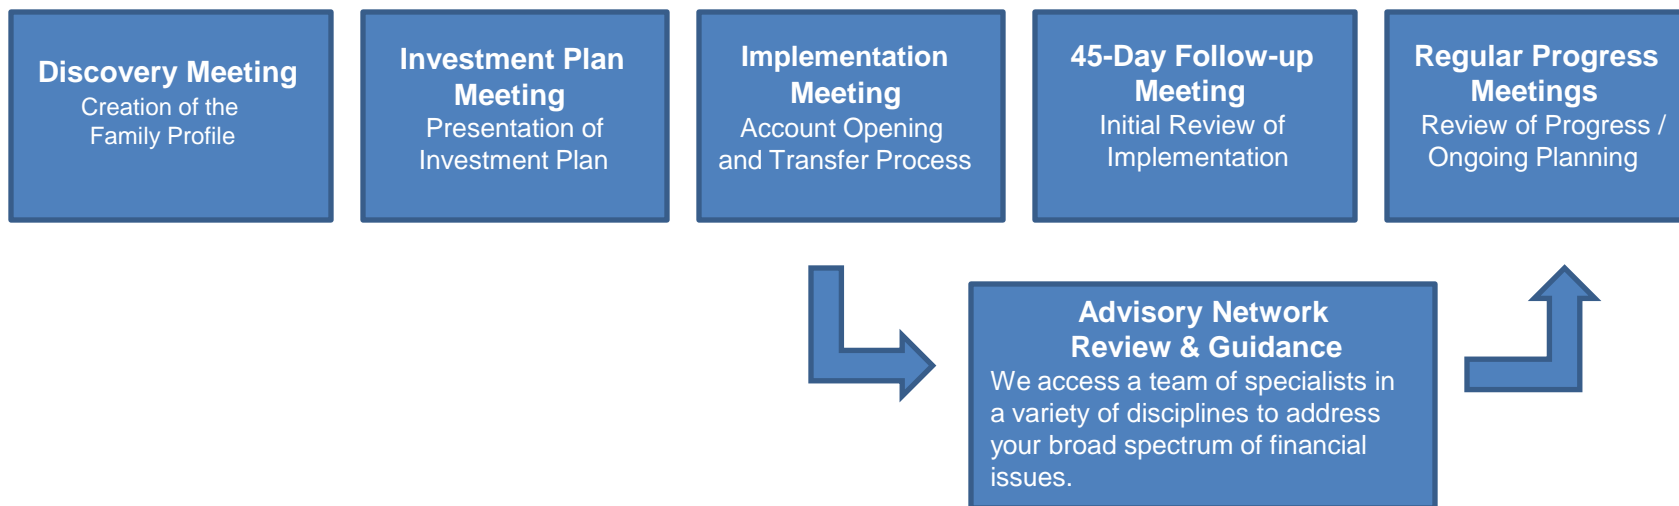 Discovery Meeting
Creation of the
Family Profile
Investment Plan
Meeting
Presentation of
Investment Plan
Implementation
Meeting
Account Opening
and Transfer Process
45-Day Follow-up
Meeting
Initial Review of
Implementation
Regular Progress
Meetings
Review of Progress /
Ongoing Planning
Advisory Network
Review & Guidance
We access a team of specialists in
a variety of disciplines to address
your broad spectrum of financial
issues.